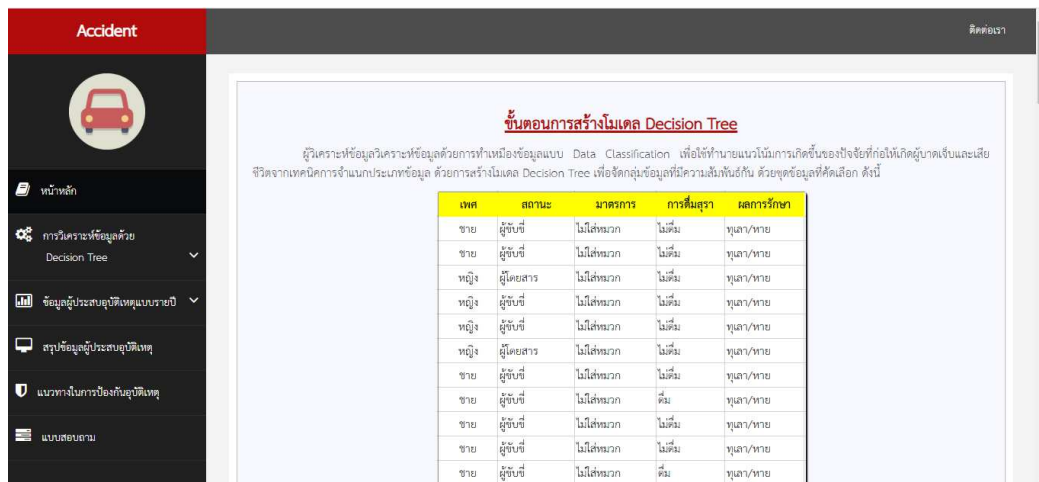 Accident
ติดต่อเรา
หน้าหลัก
การวิเคราะห์ข้อมูลด้วย
Decision Tree
ข้อมูลผู้ประสบอุบัติเหตุแบบรายปี
สรุปข้อมูลผู้ประสบอุบัติเหตุ
แนวทางในการป้องกันอุบัติเหตุ
แบบสอบถาม
ขั้นตอนการสร้างโมเดล Decision Tree
ผู้วิเคราะห์ข้อมูลวิเคราะห์ข้อมูลด้วยการทำเหมืองข้อมูลแบบ Data Classification เพื่อใช้ทำนายแนวโน้มการเกิดขึ้นของปัจจัยที่ก่อให้เกิดผู้บาดเจ็บและเสีย
ชีวิตจากเทคนิคการจำแนกประเภทข้อมูล ด้วยการสร้างโมเดล Decision Tree เพื่อจัดกลุ่มข้อมูลที่มีความสัมพันธ์กัน ด้วยชุดข้อมูลที่คัดเลือก ดังนี้
เพศ สถานะ มาตรการ การดื่มสุรา ผลการรักษา
ชาย ผู้ขับขี่ ไม่ใส่หมวก ไม่ดื่ม ทุเลา/หาย
ชาย ผู้ขับขี่ ไม่ใส่หมวก ไม่ดื่ม ทุเลา/หาย
หญิง ผู้โดยสาร ไม่ใส่หมวก ไม่ดื่ม ทุเลา/หาย
หญิง ผู้ขับขี่ ไม่ใส่หมวก ไม่ดื่ม ทุเลา/หาย
หญิง ผู้ขับขี่ ไม่ใส่หมวก ไม่ดื่ม ทุเลา/หาย
หญิง ผู้โดยสาร ไม่ใส่หมวก ไม่ดื่ม ทุเลา/หาย
ชาย ผู้ขับขี่ ไม่ใส่หมวก ไม่ดื่ม ทุเลา/หาย
ชาย ผู้ขับขี่ ไม่ใส่หมวก ดื่ม ทุเลา/หาย
ชาย ผู้ขับขี่ ไม่ใส่หมวก ไม่ดื่ม ทุเลา/หาย
ชาย ผู้ขับขี่ ไม่ใส่หมวก ไม่ดื่ม ทุเลา/หาย
ชาย ผู้ขับขี่ ไม่ใส่หมวก ดื่ม ทุเลา/หาย